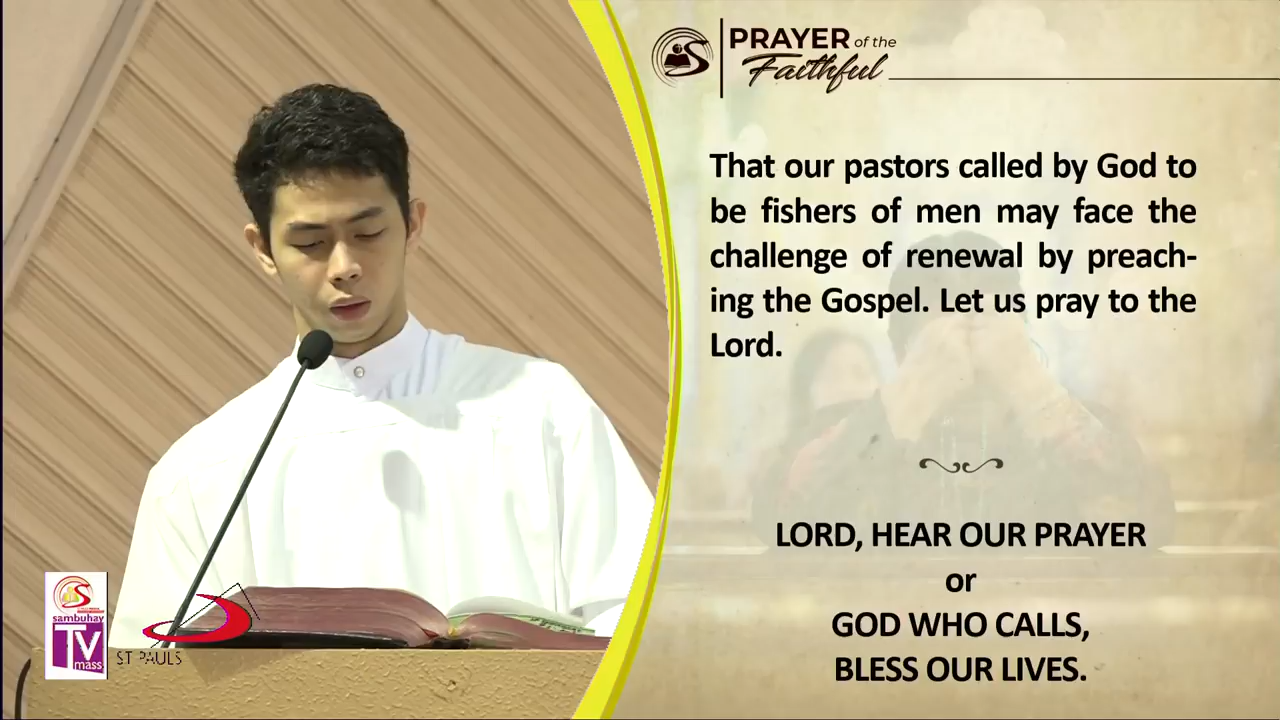 PRAYER of the
Faithful
That our pastors called by God to
be fishers of men may face the
challenge of renewal by preach-
ing the Gospel. Let us pray to the
Lord.
LORD, HEAR OUR PRAYER
or
GOD WHO CALLS,
BLESS OUR LIVES.
sambuhay
TV
mass
ST PAULS